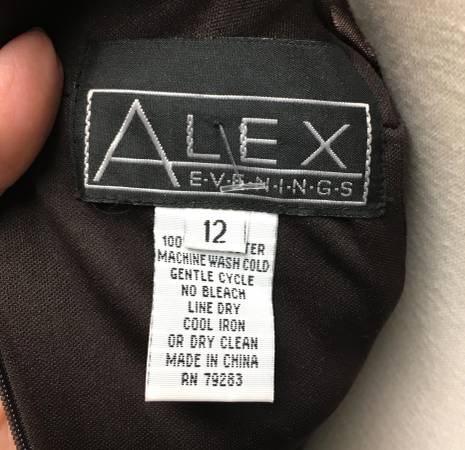 ALEX
E·V·E·N·I·N·G·S
12
100 TER
MACHINE WASH COLD
GENTLE CYCLE
NO BLEACH
LINE DRY
COOL IRON
OR DRY CLEAN
MADE IN CHINA
RN 79283